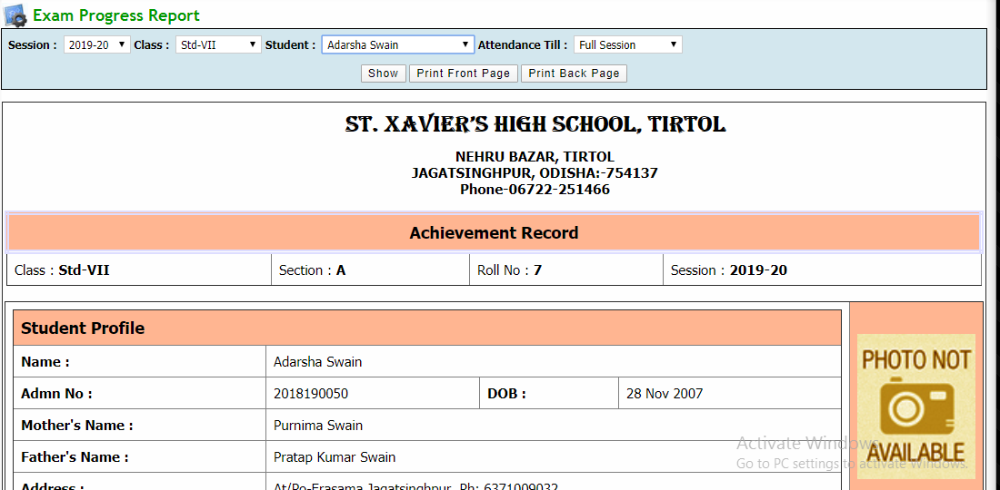 Exam Progress Report
Session : 2019-20 Class : Std-VII Student : Adarsha Swain Attendance Till : Full Session
Show Print Front Page Print Back Page
ST. XAVIER'S HIGH SCHOOL, TIRTOL
NEHRU BAZAR, TIRTOL
JAGATSINGHPUR, ODISHA:-754137
Phone-06722-251466
Achievement Record
Class : Std-VII Section : A Roll No : 7 Session : 2019-20
Student Profile
Name : Adarsha Swain
Admn No : 2018190050 DOB : 28 Nov 2007
Mother's Name : Purnima Swain
Father's Name : Pratap Kumar Swain
Address : At/Po-Erasama Jagatsinghpur, Ph: 6371009032
PHOTO NOT
AVAILABLE
Activate Windows
Go to PC settings to activate Windows.